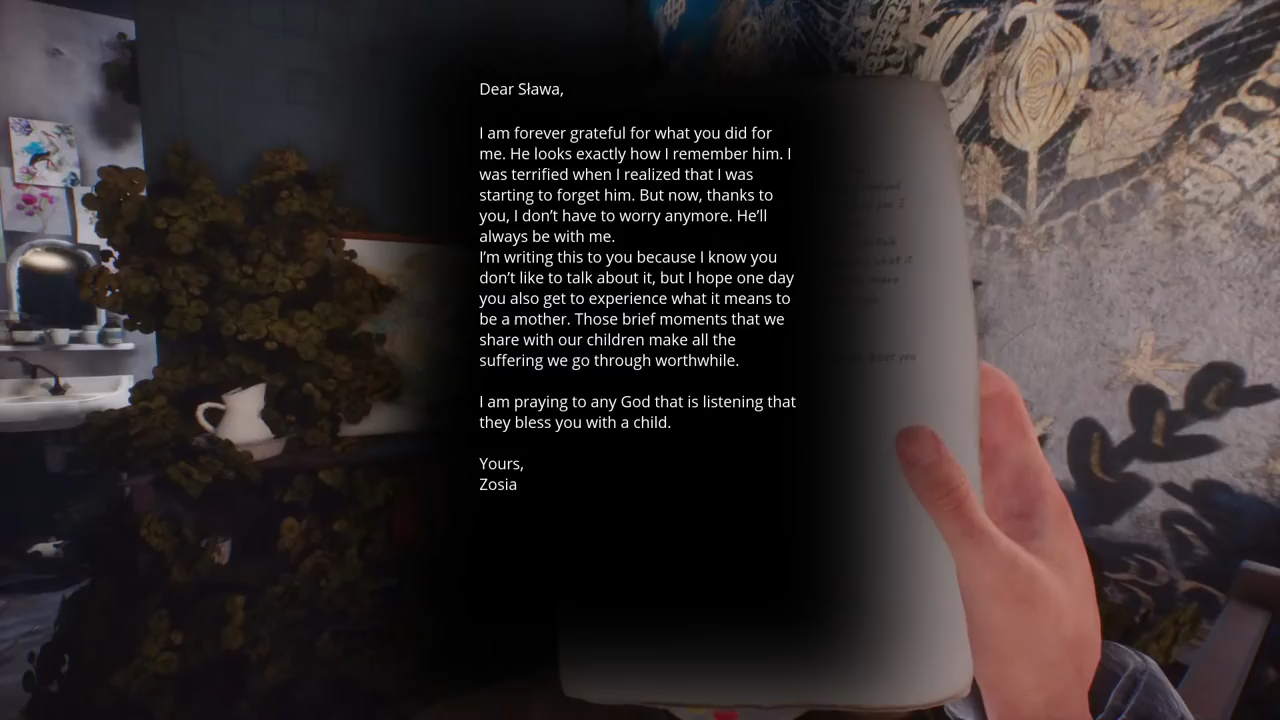 Dear Sława,
I am forever grateful for what you did for
me. He looks exactly how I remember him. I
was terrified when I realized that I was
starting to forget him. But now, thanks to
you, I don’t have to worry anymore. He’ll
always be with me.
I’m writing this to you because I know you
don’t like to talk about it, but I hope one day
you also get to experience what it means to
be a mother. Those brief moments that we
share with our children make all the
suffering we go through worthwhile.
I am praying to any God that is listening that
they bless you with a child.
Yours,
Zosia